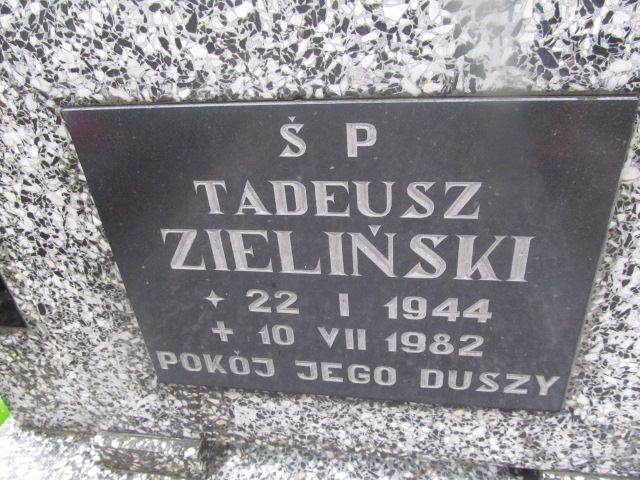 Ś P
TADEUSZ
ZIELIŃSKI
✦ 22 I 1944
✝ 10 VII 1982
POKÓJ JEGO DUSZY